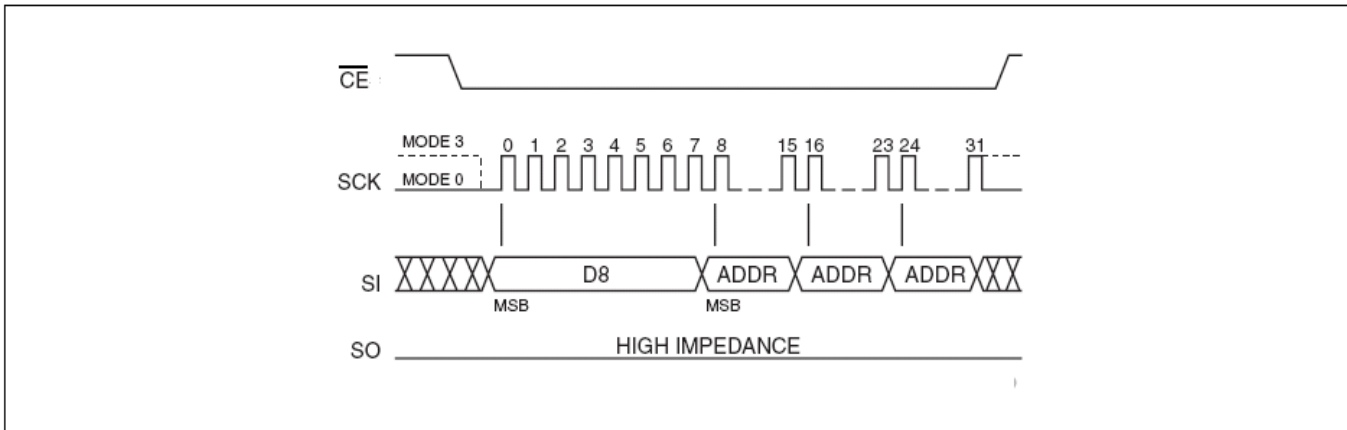 CE
MODE 3
0 1 2 3 4 5 6 7 8 15 16 23 24 31
SCK MODE 0
SI D8 ADDR ADDR ADDR
MSB MSB
SO HIGH IMPEDANCE